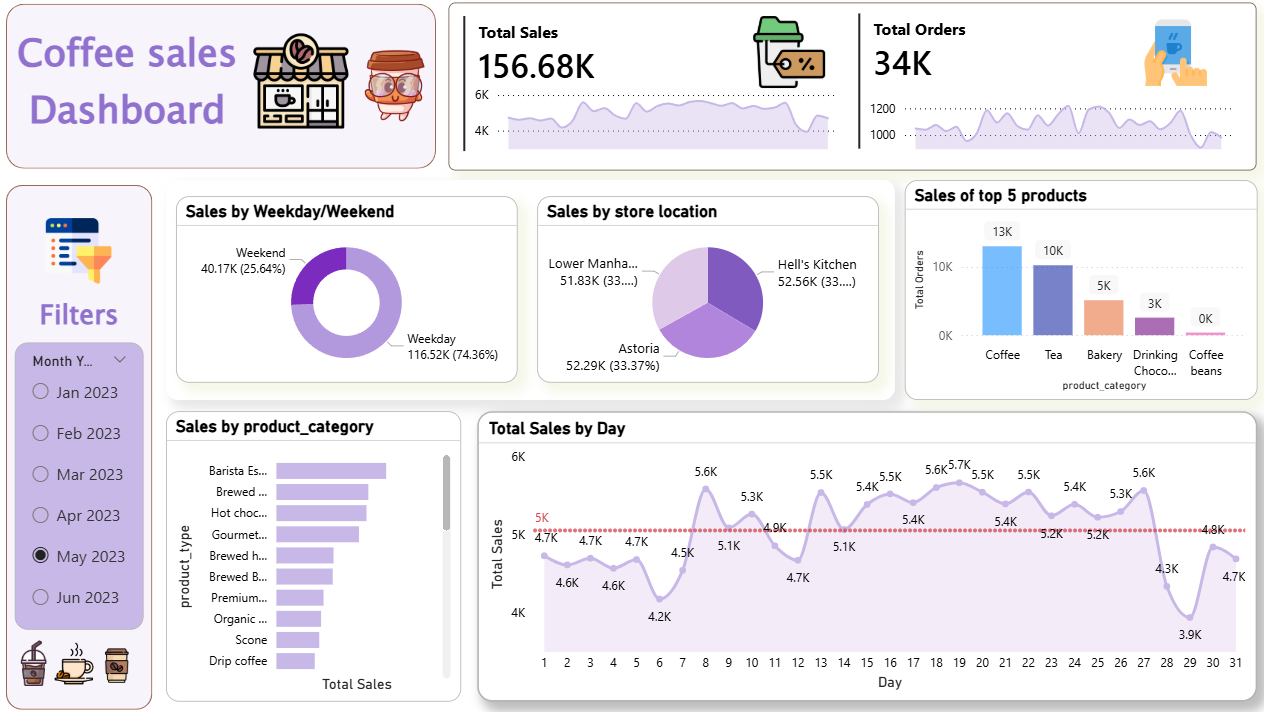 Coffee sales
Dashboard
Total Sales
156.68K
6K
4K
Total Orders
34K
1200
1000
Filters
Month Y...
Jan 2023
Feb 2023
Mar 2023
Apr 2023
May 2023
Jun 2023
Sales by Weekday/Weekend
Weekend
40.17K (25.64%)
Weekday
116.52K (74.36%)
Sales by store location
Lower Manha...
51.83K (33....)
Hell's Kitchen
52.56K (33....)
Astoria
52.29K (33.37%)
Sales of top 5 products
Total Orders
10K
0K
13K
10K
5K
3K
0K
Coffee
Tea
Bakery
Drinking
Choco...
Coffee
beans
product_category
Sales by product_category
product_type
Barista Es...
Brewed ...
Hot choc...
Gourmet...
Brewed h...
Brewed B...
Premium...
Organic ...
Scone
Drip coffee
Total Sales
Total Sales by Day
Total Sales
6K
5K
4K
5K
4.7K
4.6K
4.7K
4.6K
4.7K
4.2K
4.5K
5.6K
5.1K
5.3K
4.9K
4.7K
5.5K
5.1K
5.4K
5.5K
5.4K
5.6K
5.7K
5.5K
5.4K
5.5K
5.2K
5.4K
5.2K
5.3K
5.6K
4.3K
3.9K
4.8K
4.7K
1 2 3 4 5 6 7 8 9 10 11 12 13 14 15 16 17 18 19 20 21 22 23 24 25 26 27 28 29 30 31
Day